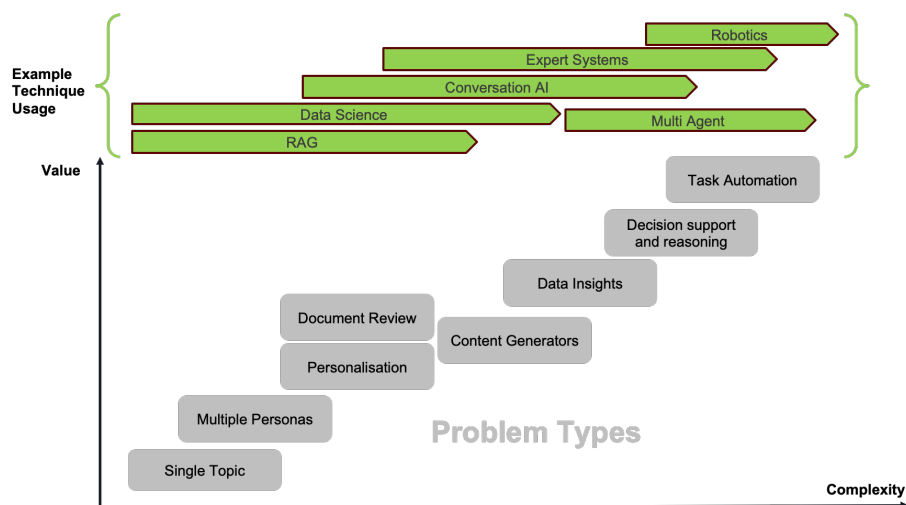 Robotics
Expert Systems
Example
Technique
Usage
Conversation AI
Data Science
Multi Agent
RAG
Value
Task Automation
Decision support
and reasoning
Data Insights
Document Review
Content Generators
Personalisation
Multiple Personas
Problem Types
Single Topic
Complexity